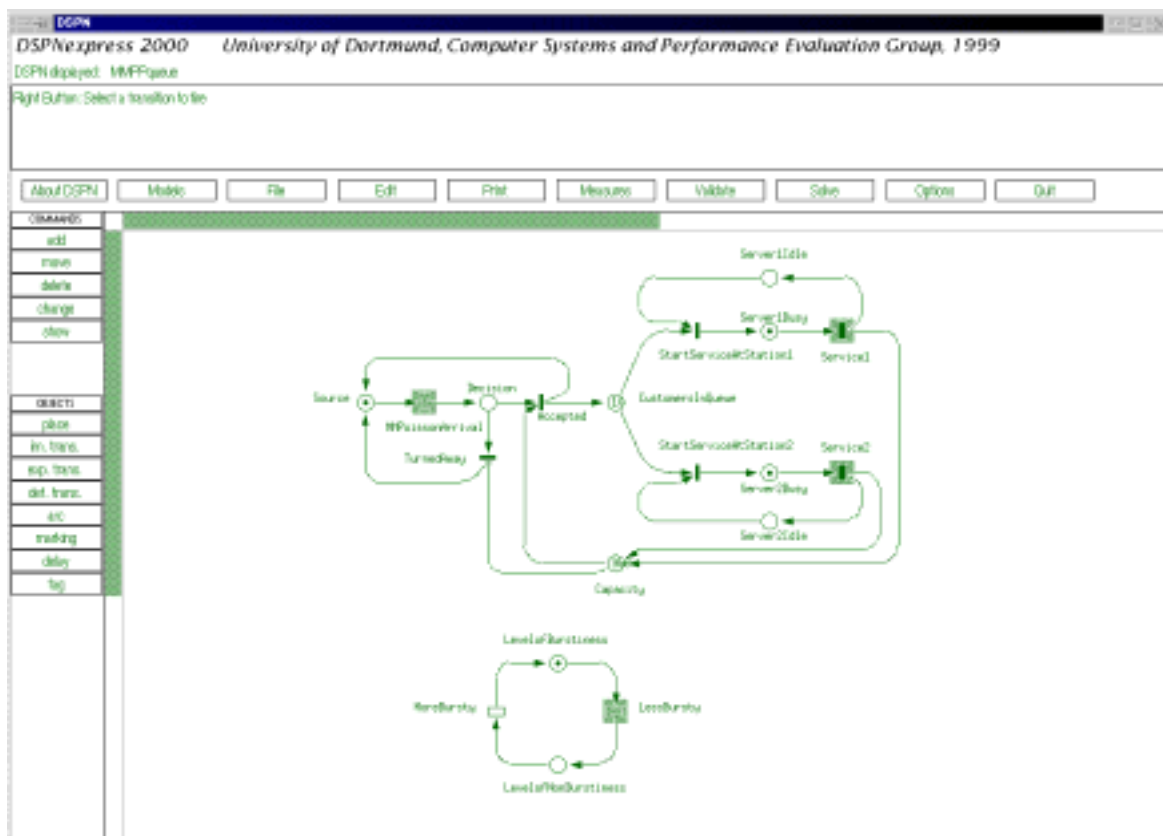 DSPN
DSPNexpress 2000 University of Dortmund, Computer Systems and Performance Evaluation Group, 1999
DSPN displayed: MMPPqueue
Right Button: Select a transition to fire
About DSPN Models File Edit Print Measures Validate Solve Options Quit
COMMANDS
add
move
delete
change
show
OBJECTS
place
im. trans.
exp. trans.
det. trans.
arc
marking
delay
tag
Server1Idle
Server1Busy
StartServiceAtStation1 Service1
Source Decision CustomersInQueue
Accepted
MMPoissonArrival
TurnedAway
StartServiceAtStation2 Service2
Server2Busy
Server2Idle
Capacity
LevelofBurstiness
MoreBursty LessBursty
LevelofNonBurstiness